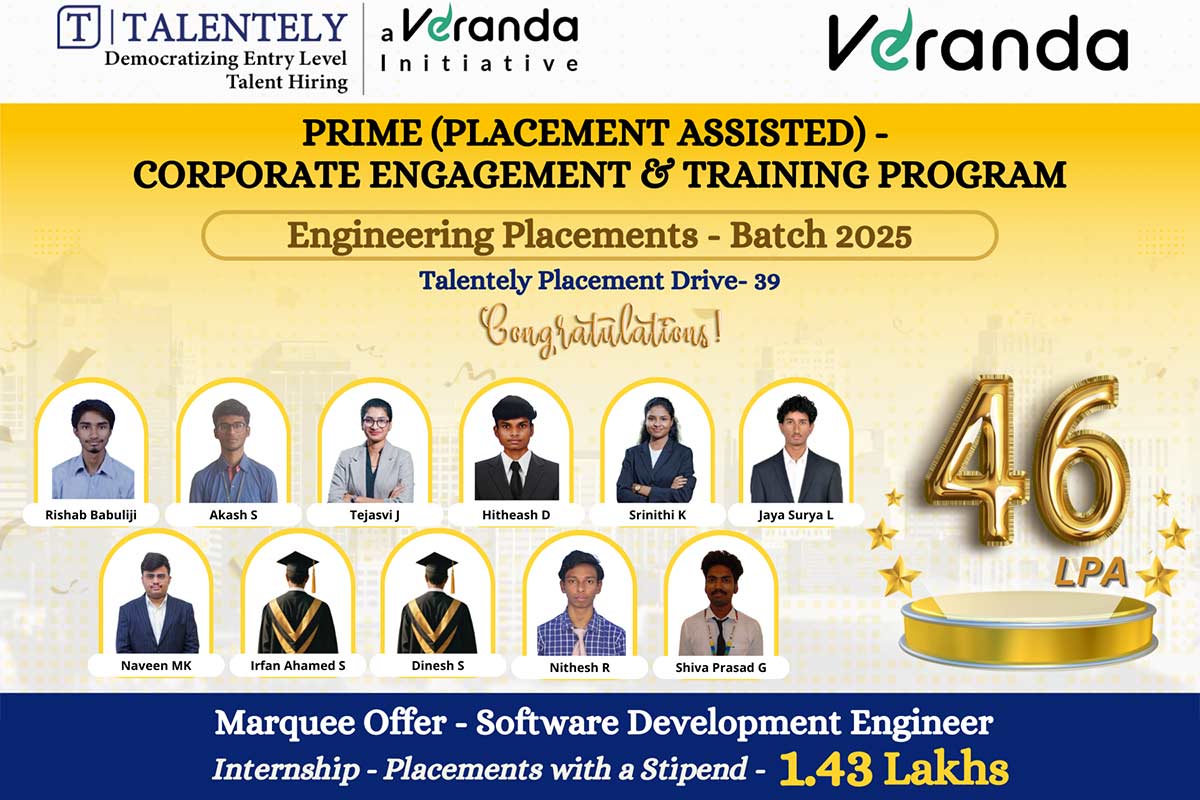 T | TALENTELY
Democratizing Entry Level
Talent Hiring
a Veranda
Initiative
Veranda
PRIME (PLACEMENT ASSISTED) -
CORPORATE ENGAGEMENT & TRAINING PROGRAM
Engineering Placements - Batch 2025
Talentely Placement Drive- 39
Congratulations!
Rishab Babuliji
Akash S
Tejasvi J
Hitheash D
Srinithi K
Jaya Surya L
46
LPA
Naveen MK
Irfan Ahamed S
Dinesh S
Nithesh R
Shiva Prasad G
Marquee Offer - Software Development Engineer
Internship - Placements with a Stipend - 1.43 Lakhs